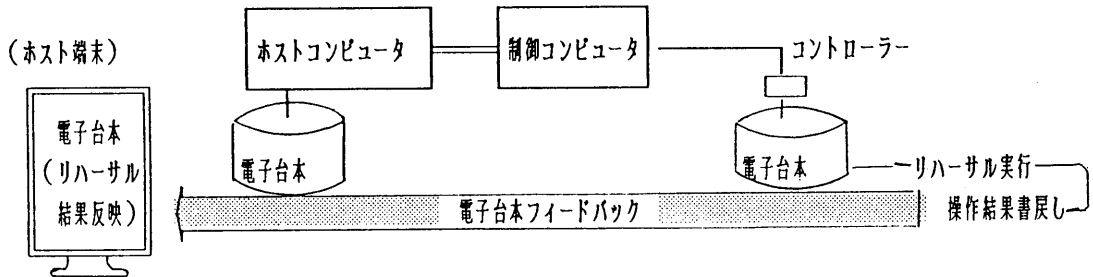 (ホスト端末)
ホストコンピュータ
制御コンピュータ
コントローラー
電子台本
(リハーサル
結果反映)
電子台本
電子台本
リハーサル実行
電子台本フィードバック
操作結果書戻し